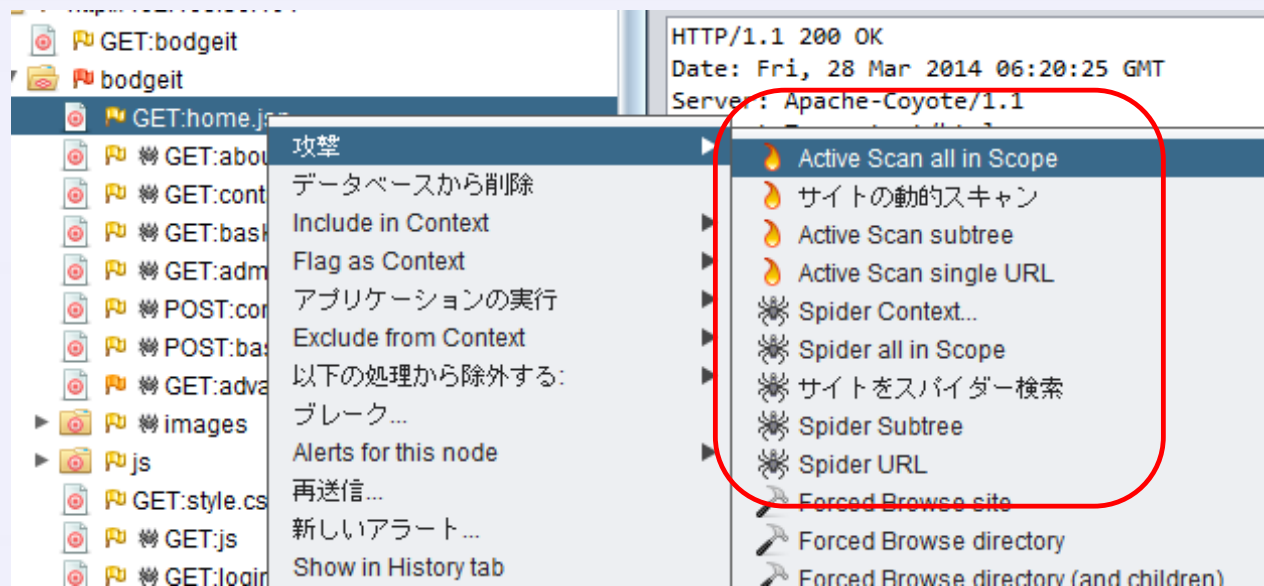 GET:bodgeit
bodgeit
GET:home.jsp
GET:abou
GET:cont
GET:bask
GET:adm
POST:con
POST:bas
GET:adva
images
js
GET:style.cs
GET:js
GET:login
攻撃
データベースから削除
Include in Context
Flag as Context
アプリケーションの実行
Exclude from Context
以下の処理から除外する:
ブレーク...
Alerts for this node
再送信...
新しいアラート...
Show in History tab
HTTP/1.1 200 OK
Date: Fri, 28 Mar 2014 06:20:25 GMT
Server: Apache-Coyote/1.1
Active Scan all in Scope
サイトの動的スキャン
Active Scan subtree
Active Scan single URL
Spider Context...
Spider all in Scope
サイトをスパイダー検索
Spider Subtree
Spider URL
Forced Browse site
Forced Browse directory
Forced Browse directory (and children)